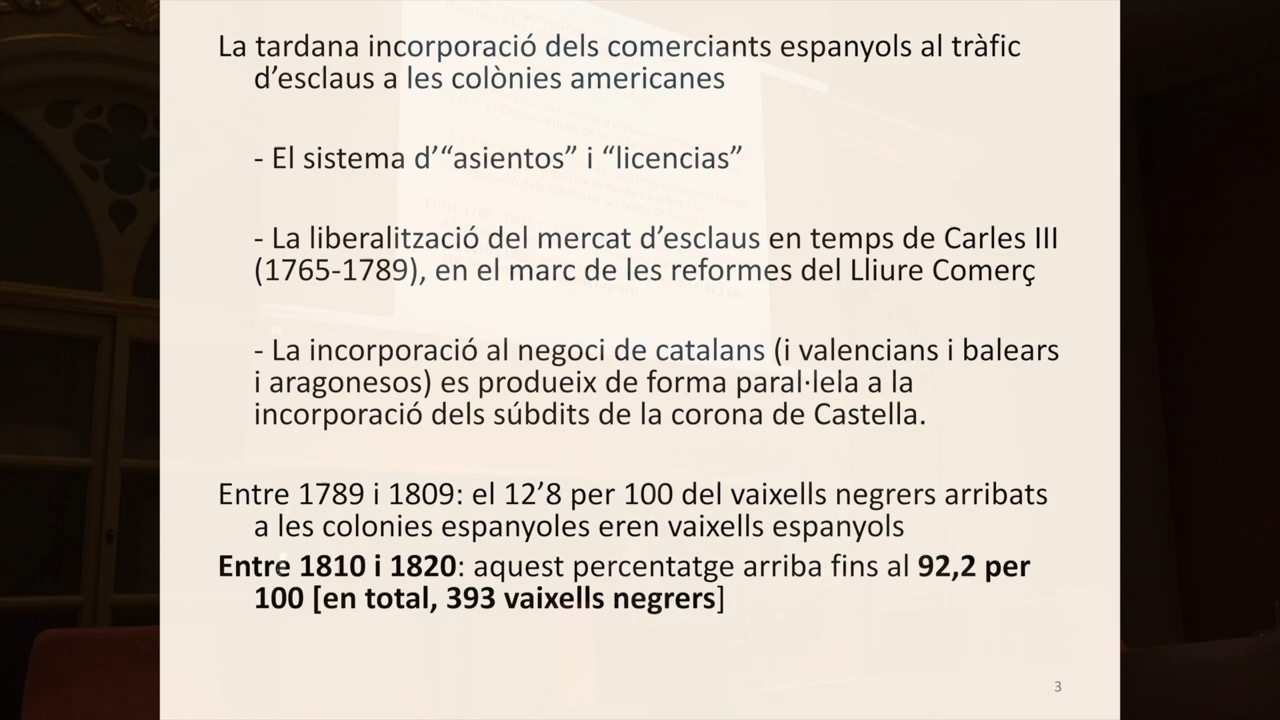 La tardana incorporació dels comerciants espanyols al tràfic
d’esclaus a les colònies americanes
- El sistema d’“asientos” i “licencias”
- La liberalització del mercat d’esclaus en temps de Carles III
(1765-1789), en el marc de les reformes del Lliure Comerç
- La incorporació al negoci de catalans (i valencians i balears
i aragonesos) es produeix de forma paral·lela a la
incorporació dels súbdits de la corona de Castella.
Entre 1789 i 1809: el 12’8 per 100 del vaixells negrers arribats
a les colonies espanyoles eren vaixells espanyols
Entre 1810 i 1820: aquest percentatge arriba fins al 92,2 per
100 [en total, 393 vaixells negrers]
3